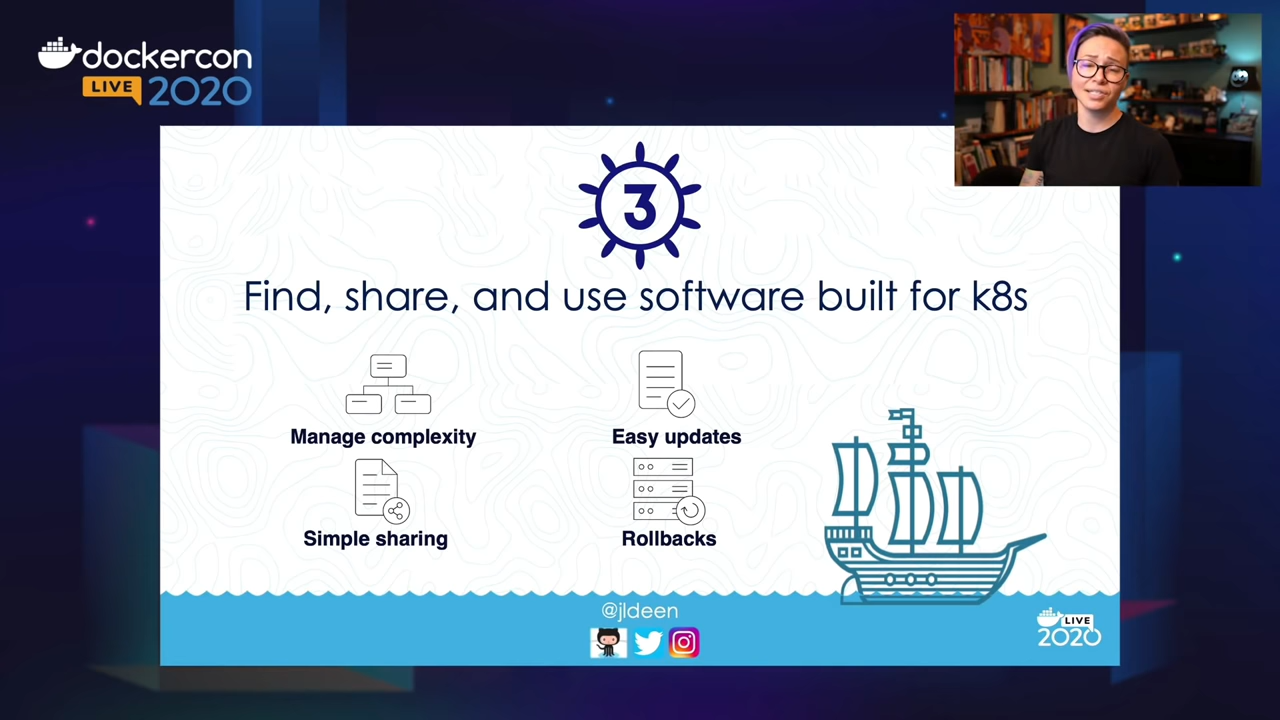 dockercon
LIVE 2020
3
Find, share, and use software built for k8s
Manage complexity
Easy updates
Simple sharing
Rollbacks
@jldeen
LIVE
2020